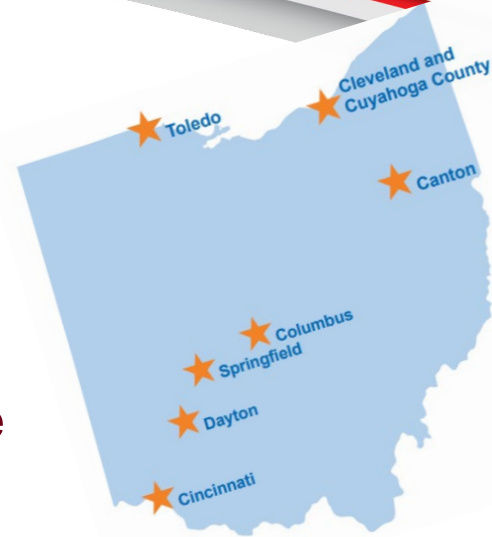 Cleveland and
Cuyahoga County
Toledo
Canton
Columbus
Springfield
Dayton
e
Cincinnati